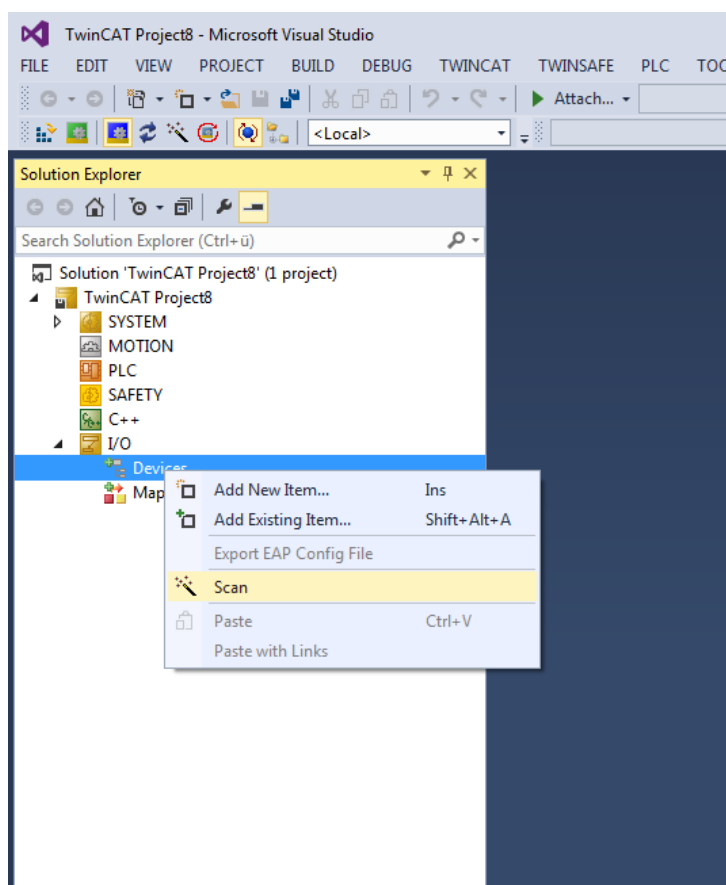 TwinCAT Project8 - Microsoft Visual Studio
FILE EDIT VIEW PROJECT BUILD DEBUG TWINCAT TWINSAFE PLC TOO
Attach...
<Local>
Solution Explorer
Search Solution Explorer (Ctrl+ü)
Solution 'TwinCAT Project8' (1 project)
TwinCAT Project8
SYSTEM
MOTION
PLC
SAFETY
C++
I/O
Devices
Map
Add New Item... Ins
Add Existing Item... Shift+Alt+A
Export EAP Config File
Scan
Paste Ctrl+V
Paste with Links